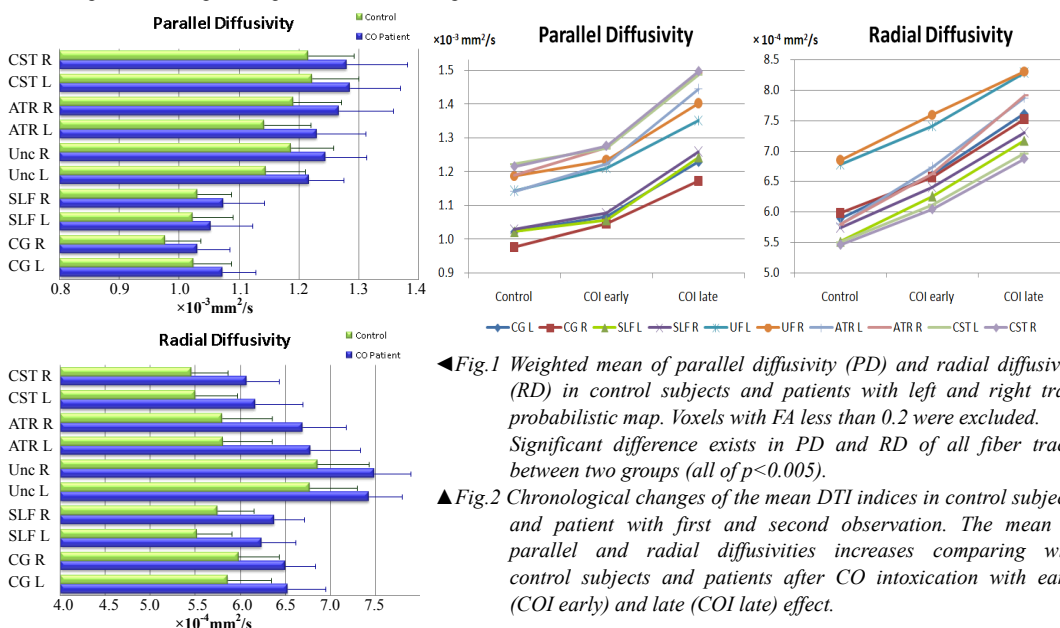 Parallel Diffusivity
Control
CO Patient
CST R
CST L
ATR R
ATR L
Unc R
Unc L
SLF R
SLF L
CG R
CG L
0.8 0.9 1.0 1.1 1.2 1.3 1.4
×10⁻³mm²/s
Radial Diffusivity
Control
CO Patient
CST R
CST L
ATR R
ATR L
Unc R
Unc L
SLF R
SLF L
CG R
CG L
4.0 4.5 5.0 5.5 6.0 6.5 7.0 7.5
×10⁻⁴mm²/s
×10⁻³ mm²/s
Parallel Diffusivity
1.5
1.4
1.3
1.2
1.1
1.0
0.9
Control COI early COI late
×10⁻⁴ mm²/s
Radial Diffusivity
8.5
8.0
7.5
7.0
6.5
6.0
5.5
5.0
Control COI early COI late
CG L CG R SLF L SLF R UF L UF R ATR L ATR R CST L CST R
◄Fig.1 Weighted mean of parallel diffusivity (PD) and radial diffusiv
(RD) in control subjects and patients with left and right tra
probabilistic map. Voxels with FA less than 0.2 were excluded.
Significant difference exists in PD and RD of all fiber trac
between two groups (all of p<0.005).
▲Fig.2 Chronological changes of the mean DTI indices in control subjec
and patient with first and second observation. The mean
parallel and radial diffusivities increases comparing wi
control subjects and patients after CO intoxication with ear
(COI early) and late (COI late) effect.